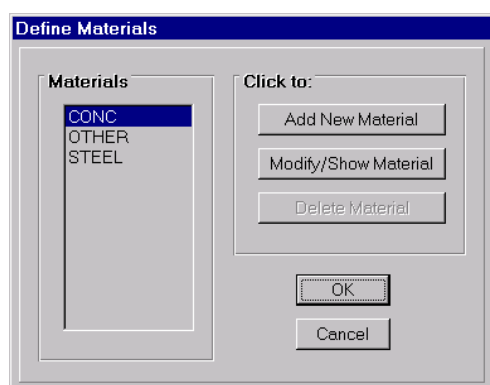 Define Materials
Materials
CONC
OTHER
STEEL
Click to:
Add New Material
Modify/Show Material
Delete Material
OK
Cancel